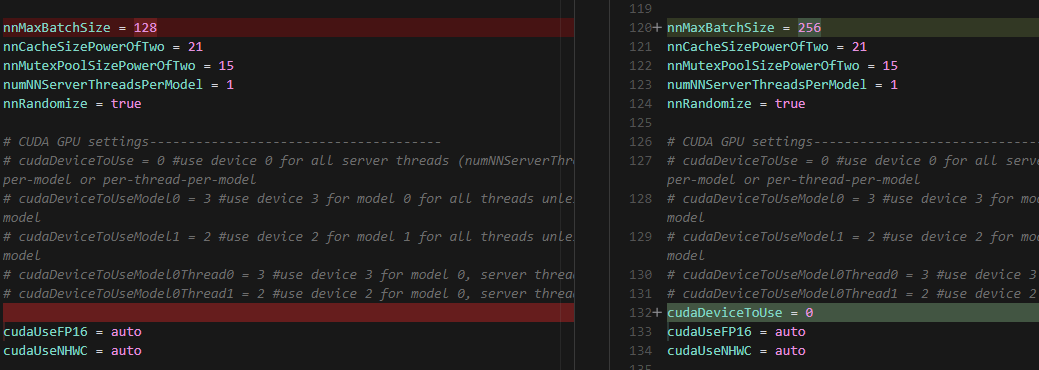 nnMaxBatchSize = 128
nnCacheSizePowerOfTwo = 21
nnMutexPoolSizePowerOfTwo = 15
numNNServerThreadsPerModel = 1
nnRandomize = true
# CUDA GPU settings--------------------------------------
# cudaDeviceToUse = 0 #use device 0 for all server threads (numNNServerThr
per-model or per-thread-per-model
# cudaDeviceToUseModel0 = 3 #use device 3 for model 0 for all threads unle
model
# cudaDeviceToUseModel1 = 2 #use device 2 for model 1 for all threads unle
model
# cudaDeviceToUseModel0Thread0 = 3 #use device 3 for model 0, server threa
# cudaDeviceToUseModel0Thread1 = 2 #use device 2 for model 0, server threa
cudaUseFP16 = auto
cudaUseNHWC = auto
119
120+ nnMaxBatchSize = 256
121 nnCacheSizePowerOfTwo = 21
122 nnMutexPoolSizePowerOfTwo = 15
123 numNNServerThreadsPerModel = 1
124 nnRandomize = true
125
126 # CUDA GPU settings-----------------------------
127 # cudaDeviceToUse = 0 #use device 0 for all serv
per-model or per-thread-per-model
128 # cudaDeviceToUseModel0 = 3 #use device 3 for mo
model
129 # cudaDeviceToUseModel1 = 2 #use device 2 for mo
model
130 # cudaDeviceToUseModel0Thread0 = 3 #use device 3
131 # cudaDeviceToUseModel0Thread1 = 2 #use device 2
132+ cudaDeviceToUse = 0
133 cudaUseFP16 = auto
134 cudaUseNHWC = auto